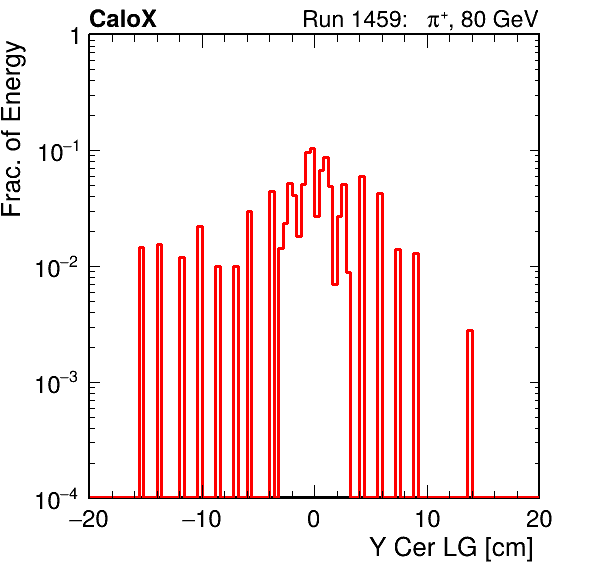 CaloX Run 1459: π⁺, 80 GeV
Frac. of Energy
1
10⁻¹
10⁻²
10⁻³
10⁻⁴
−20 −10 0 10 20
Y Cer LG [cm]